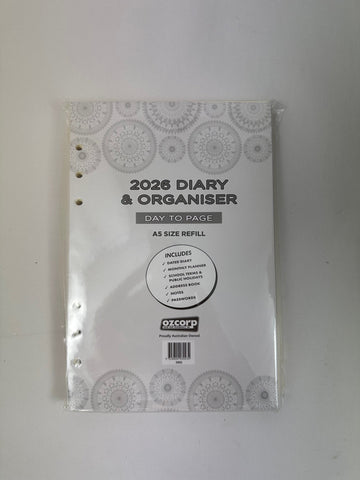 2026 DIARY
& ORGANISER
DAY TO PAGE
A5 SIZE REFILL
INCLUDES
✓ DATED DIARY
✓ MONTHLY PLANNER
✓ SCHOOL TERMS &
PUBLIC HOLIDAYS
✓ ADDRESS BOOK
✓ NOTES
✓ PASSWORDS
ozcorp
Proudly Australian Owned